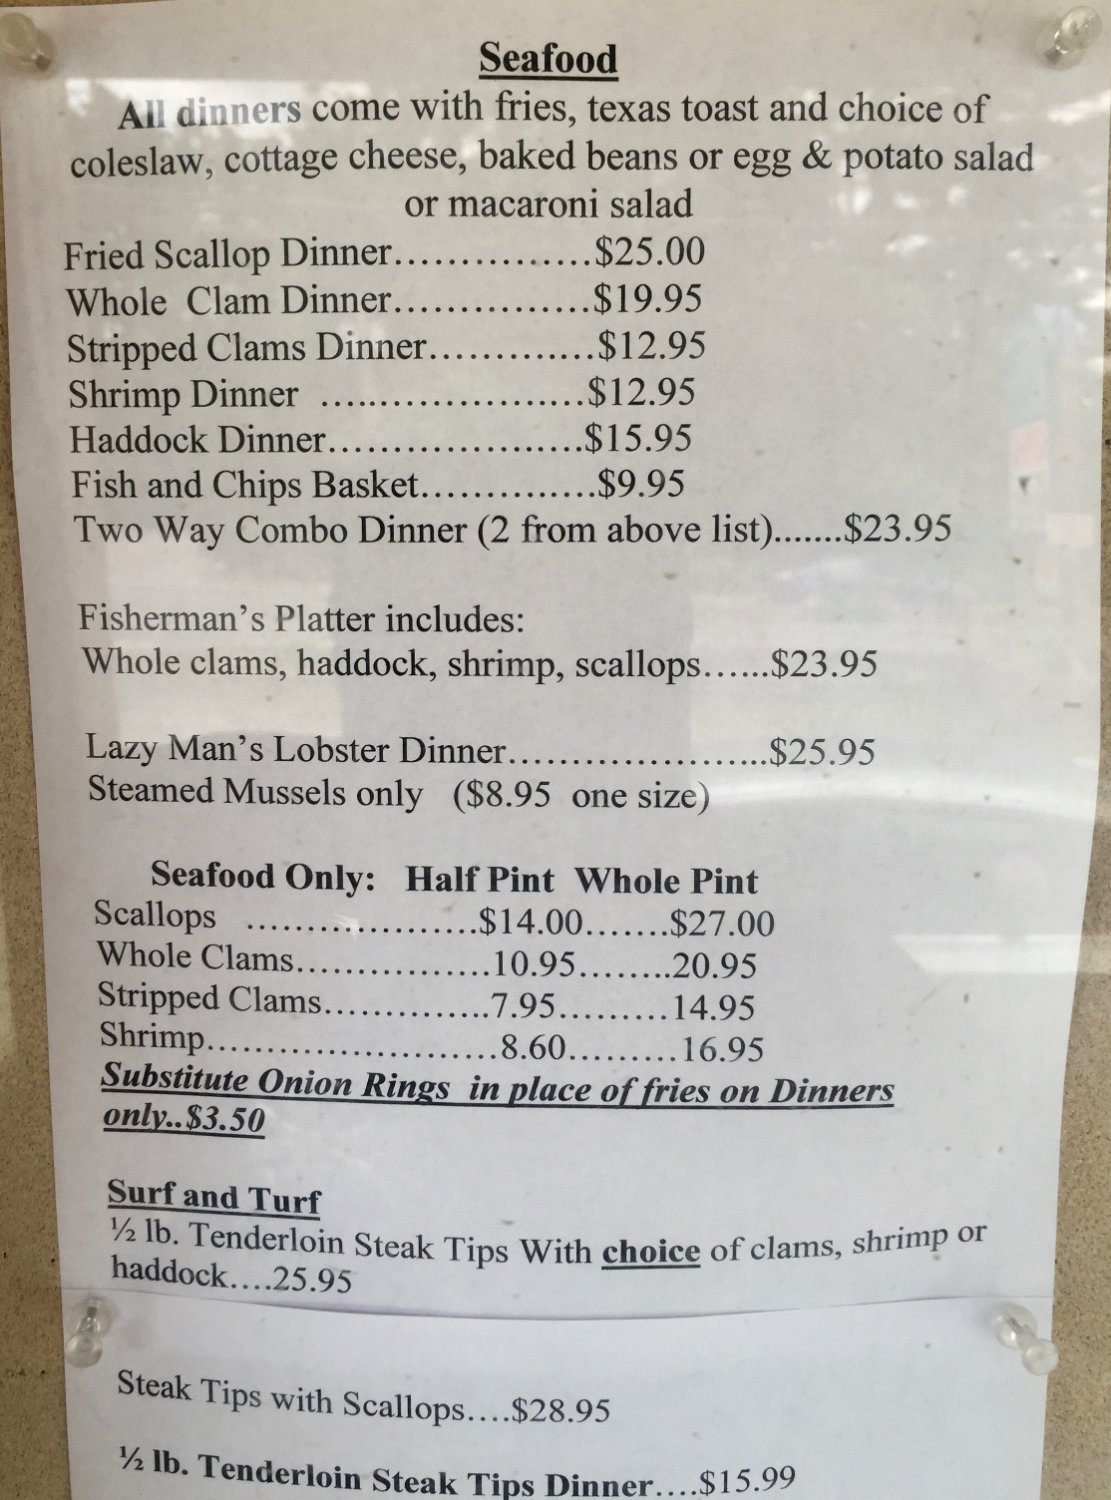 Seafood
All dinners come with fries, texas toast and choice of
coleslaw, cottage cheese, baked beans or egg & potato salad
or macaroni salad
Fried Scallop Dinner...............$25.00
Whole Clam Dinner...............$19.95
Stripped Clams Dinner.............$12.95
Shrimp Dinner .....................$12.95
Haddock Dinner....................$15.95
Fish and Chips Basket..............$9.95
Two Way Combo Dinner (2 from above list).......$23.95
Fisherman's Platter includes:
Whole clams, haddock, shrimp, scallops......$23.95
Lazy Man's Lobster Dinner.....................$25.95
Steamed Mussels only ($8.95 one size)
Seafood Only: Half Pint Whole Pint
Scallops ...................$14.00.......$27.00
Whole Clams................10.95........20.95
Stripped Clams..............7.95.........14.95
Shrimp........................8.60.........16.95
Substitute Onion Rings in place of fries on Dinners
only..$3.50
Surf and Turf
½ lb. Tenderloin Steak Tips With choice of clams, shrimp or
haddock....25.95
Steak Tips with Scallops....$28.95
½ lb. Tenderloin Steak Tips Dinner....$15.99